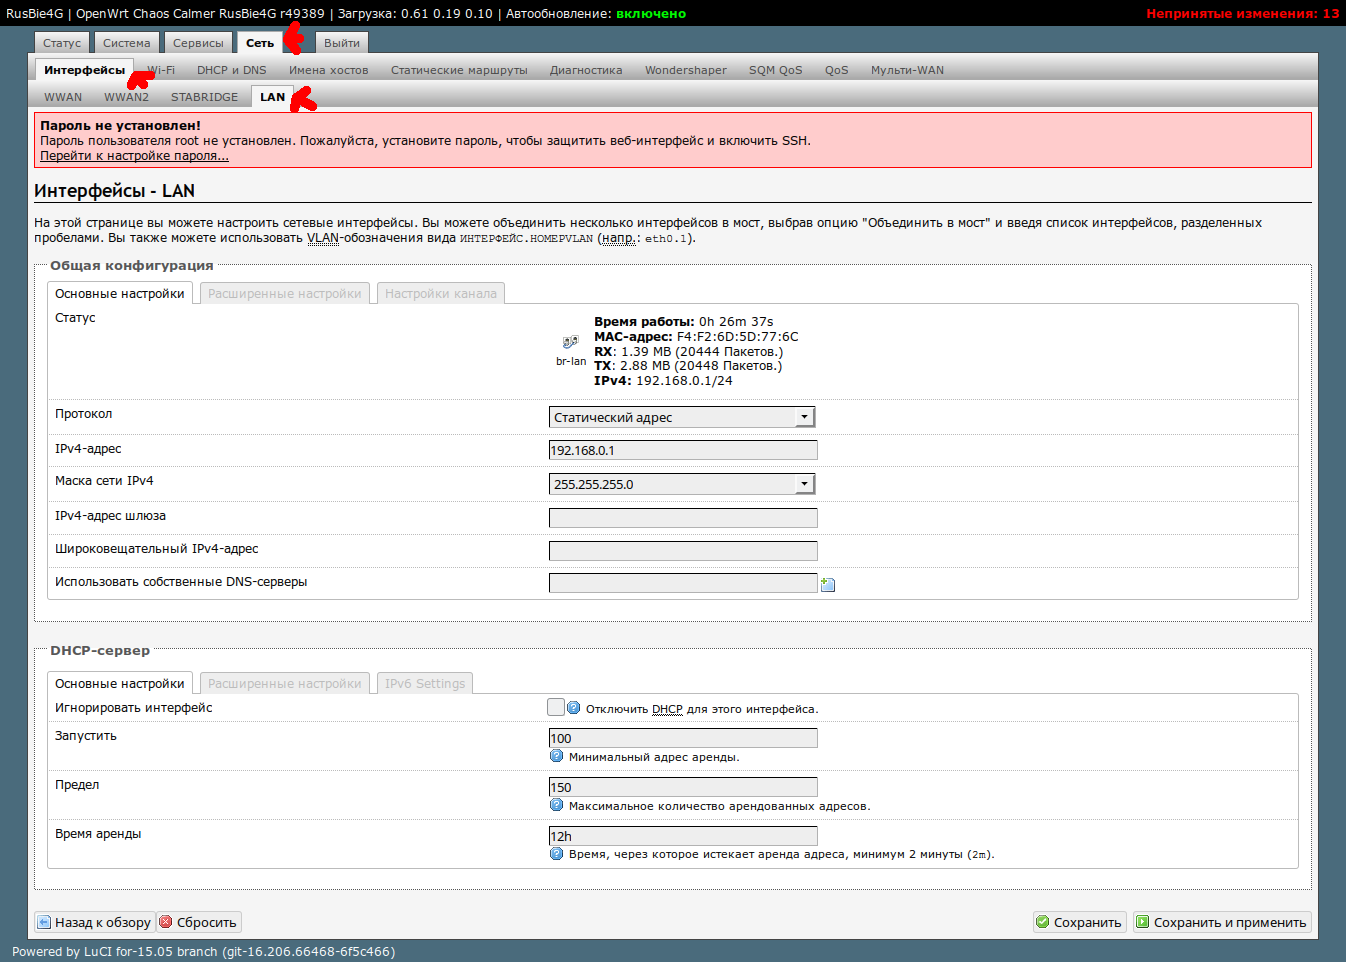 RusBie4G | OpenWrt Chaos Calmer RusBie4G r49389 | Загрузка: 0.61 0.19 0.10 | Автообновление: включено
Непринятые изменения: 13
Статус Система Сервисы Сеть Выйти
Интерфейсы Wi-Fi DHCP и DNS Имена хостов Статические маршруты Диагностика Wondershaper SQM QoS QoS Мульти-WAN
WWAN WWAN2 STABRIDGE LAN
Пароль не установлен!
Пароль пользователя root не установлен. Пожалуйста, установите пароль, чтобы защитить веб-интерфейс и включить SSH.
Перейти к настройке пароля...
Интерфейсы - LAN
На этой странице вы можете настроить сетевые интерфейсы. Вы можете объединить несколько интерфейсов в мост, выбрав опцию "Объединить в мост" и введя список интерфейсов, разделенных
пробелами. Вы также можете использовать VLAN-обозначения вида ИНТЕРФЕЙС.НОМЕРVLAN (напр.: eth0.1).
Общая конфигурация
Основные настройки Расширенные настройки Настройки канала
Статус
br-lan
Время работы: 0h 26m 37s
MAC-адрес: F4:F2:6D:5D:77:6C
RX: 1.39 MB (20444 Пакетов.)
TX: 2.88 MB (20448 Пакетов.)
IPv4: 192.168.0.1/24
Протокол Статический адрес
IPv4-адрес 192.168.0.1
Маска сети IPv4 255.255.255.0
IPv4-адрес шлюза
Широковещательный IPv4-адрес
Использовать собственные DNS-серверы
DHCP-сервер
Основные настройки Расширенные настройки IPv6 Settings
Игнорировать интерфейс Отключить DHCP для этого интерфейса.
Запустить 100
Минимальный адрес аренды.
Предел 150
Максимальное количество арендованных адресов.
Время аренды 12h
Время, через которое истекает аренда адреса, минимум 2 минуты (2m).
Назад к обзору Сбросить Сохранить Сохранить и применить
Powered by LuCI for-15.05 branch (git-16.206.66468-6f5c466)